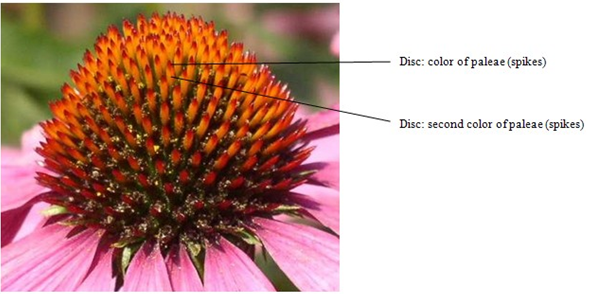 Disc: color of paleae (spikes)
Disc: second color of paleae (spikes)